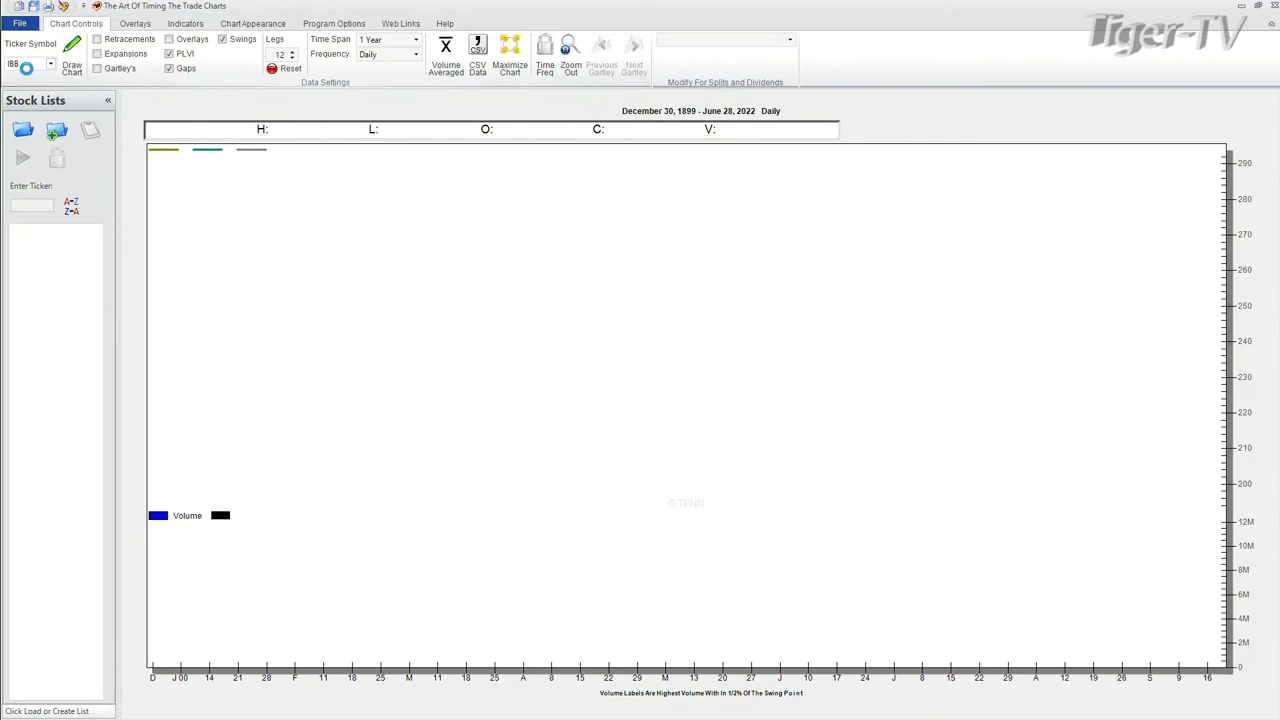 The Art Of Timing The Trade Charts
File Chart Controls Overlays Indicators Chart Appearance Program Options Web Links Help
Tiger-TV
Ticker Symbol
IBB
Draw Chart
Retracements
Expansions
Gartley's
Overlays
PLVI
Gaps
Swings
Legs
12
Reset
Time Span 1 Year
Frequency Daily
Data Settings
Volume Averaged
CSV
CSV Data
Maximize Chart
Time Freq
Zoom Out
Previous Gartley
Next Gartley
Modify For Splits and Dividends
Stock Lists «
Enter Ticker:
A-Z
Z-A
Click Load or Create List
December 30, 1899 - June 28, 2022 Daily
H: L: O: C: V:
290
280
270
260
250
240
230
220
210
200
© TFNN
Volume
12M
10M
8M
6M
4M
2M
0
D J 00 14 21 28 F 11 18 25 M 11 18 25 A 8 15 22 29 M 13 20 27 J 10 17 24 J 8 15 22 29 A 12 19 26 S 9 16
Volume Labels Are Highest Volume With In 1/2% Of The Swing Point